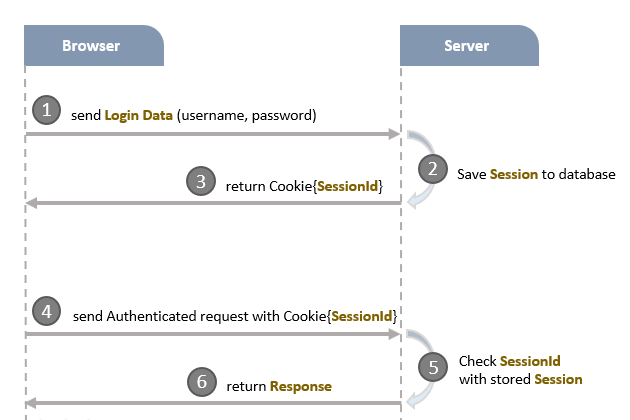 Browser
Server
1 send Login Data (username, password)
2 Save Session to database
3 return Cookie{SessionId}
4 send Authenticated request with Cookie{SessionId}
5 Check SessionId
with stored Session
6 return Response